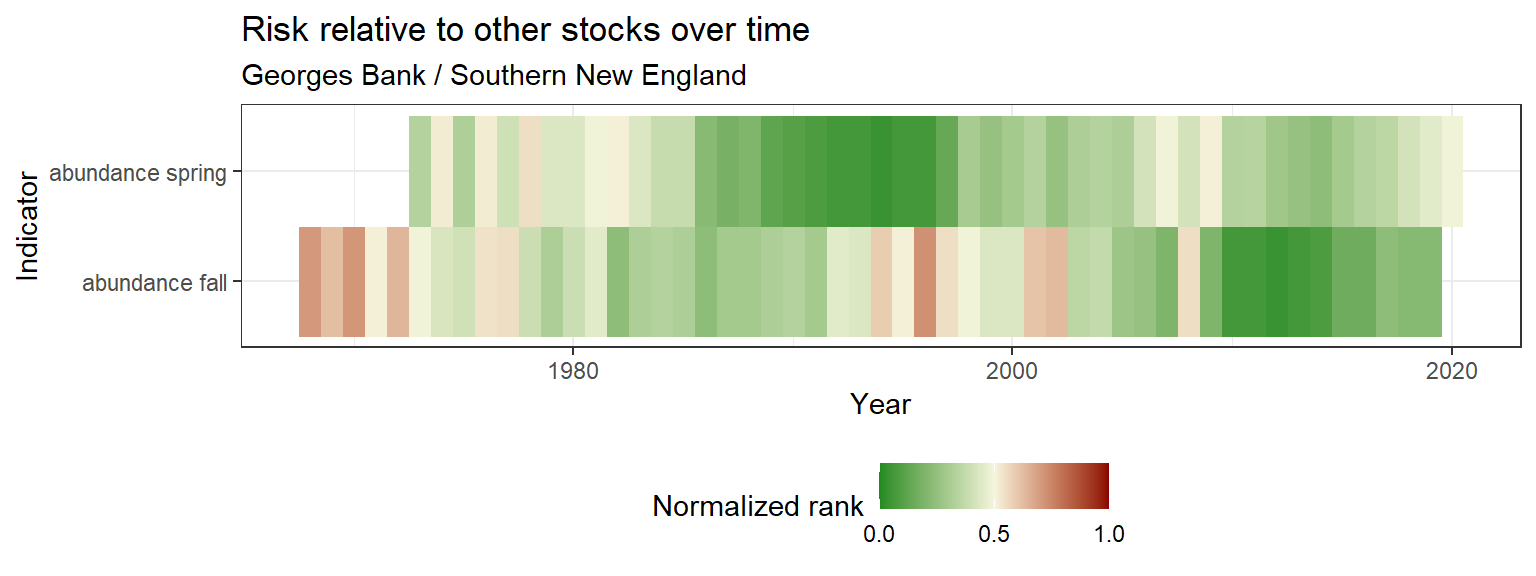 Risk relative to other stocks over time
Georges Bank / Southern New England
Indicator
abundance spring
abundance fall
1980 2000 2020
Year
Normalized rank
0.0 0.5 1.0